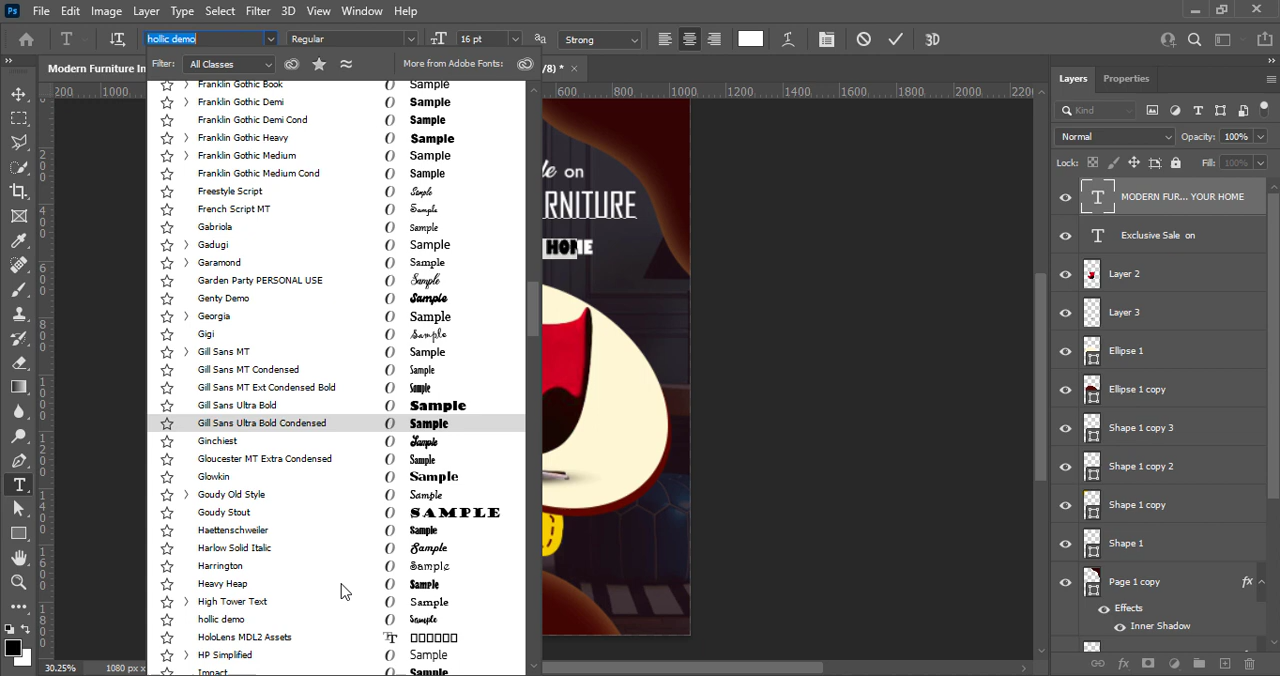 Ps File Edit Image Layer Type Select Filter 3D View Window Help
hollic demo Regular 16 pt Strong 3D
Filter: All Classes More from Adobe Fonts:
Modern Furniture In /8) * ×
200 1000 600 800 1000 1200 1400 1600 1800 2000 220
Franklin Gothic Book Sample
Franklin Gothic Demi Sample
Franklin Gothic Demi Cond Sample
Franklin Gothic Heavy Sample
Franklin Gothic Medium Sample
Franklin Gothic Medium Cond Sample
Freestyle Script Sample
French Script MT Sample
Gabriola Sample
Gadugi Sample
Garamond Sample
Garden Party PERSONAL USE Sample
Genty Demo Sample
Georgia Sample
Gigi Sample
Gill Sans MT Sample
Gill Sans MT Condensed Sample
Gill Sans MT Ext Condensed Bold Sample
Gill Sans Ultra Bold Sample
Gill Sans Ultra Bold Condensed Sample
Ginchiest Sample
Gloucester MT Extra Condensed Sample
Glowkin Sample
Goudy Old Style Sample
Goudy Stout SAMPLE
Haettenschweiler Sample
Harlow Solid Italic Sample
Harrington Sample
Heavy Heap Sample
High Tower Text Sample
hollic demo Sample
HoloLens MDL2 Assets
HP Simplified Sample
Impact Sample
le on
RNITURE
HOME
Layers Properties
Kind
Normal Opacity: 100%
Lock: Fill: 100%
MODERN FUR... YOUR HOME
Exclusive Sale on
Layer 2
Layer 3
Ellipse 1
Ellipse 1 copy
Shape 1 copy 3
Shape 1 copy 2
Shape 1 copy
Shape 1
Page 1 copy fx
Effects
Inner Shadow
30.25% 1080 px